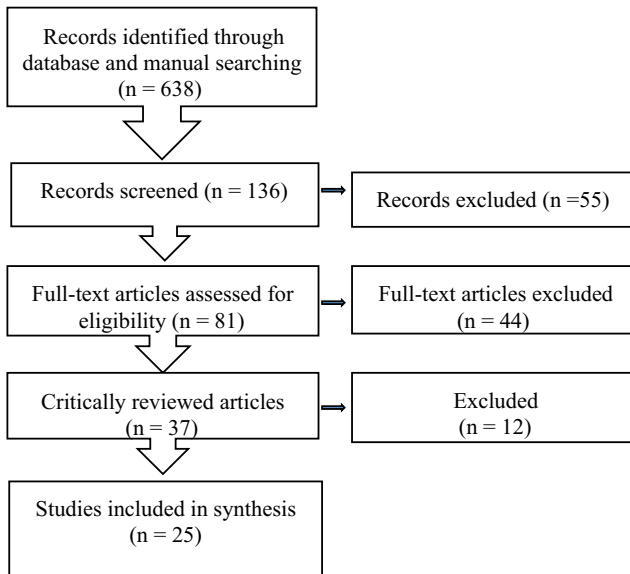 Records identified through
database and manual searching
(n = 638)
Records screened (n = 136)
Records excluded (n =55)
Full-text articles assessed for
eligibility (n = 81)
Full-text articles excluded
(n = 44)
Critically reviewed articles
(n = 37)
Excluded
(n = 12)
Studies included in synthesis
(n = 25)